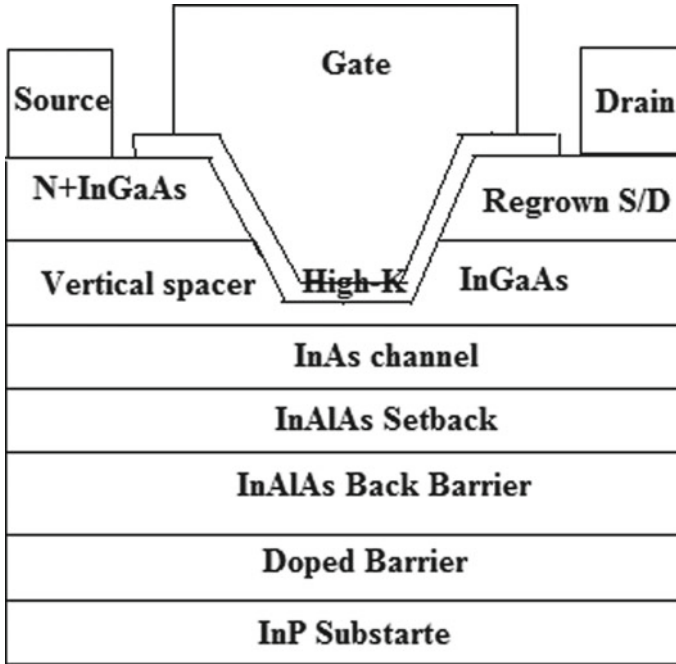 Gate
Source
Drain
N+InGaAs
Regrown S/D
Vertical spacer
High-K
InGaAs
InAs channel
InAlAs Setback
InAlAs Back Barrier
Doped Barrier
InP Substarte